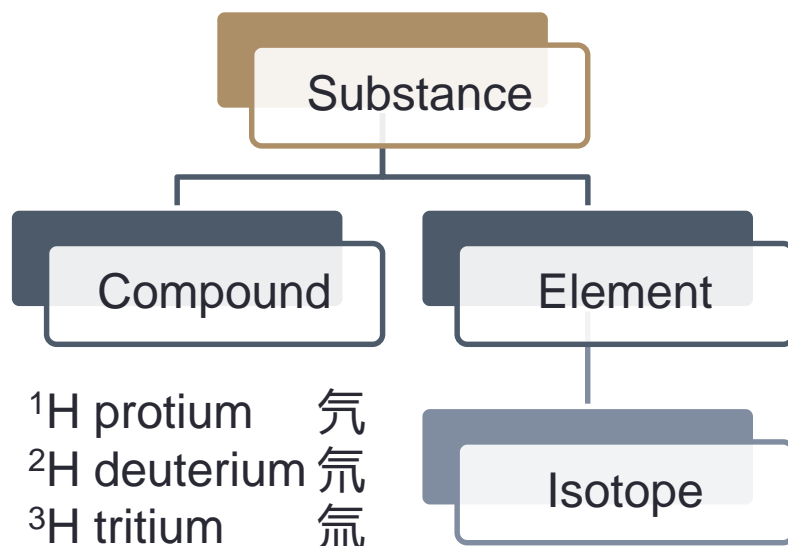 Substance
Compound
Element
¹H protium 氕
²H deuterium 氘
³H tritium 氚
Isotope